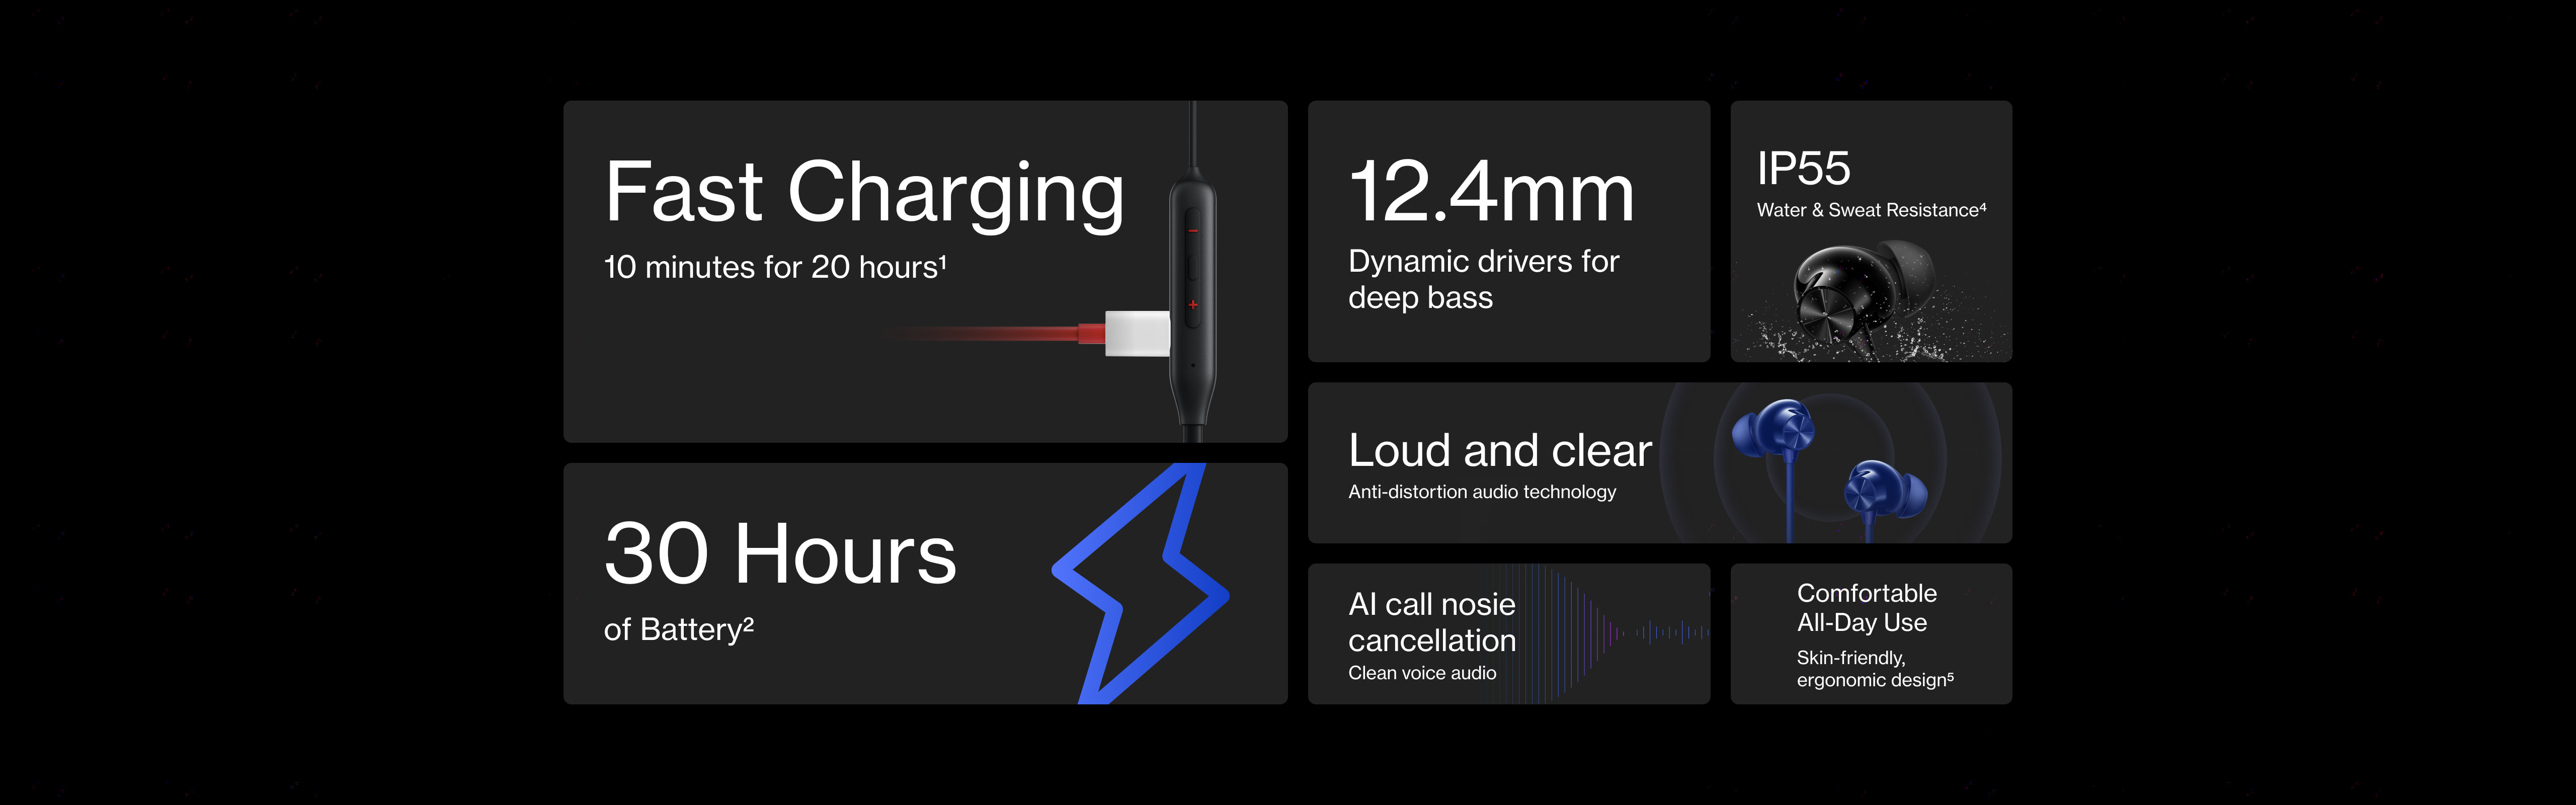 Fast Charging
10 minutes for 20 hours¹
30 Hours
of Battery²
12.4mm
Dynamic drivers for
deep bass
IP55
Water & Sweat Resistance⁴
Loud and clear
Anti-distortion audio technology
AI call nosie
cancellation
Clean voice audio
Comfortable
All-Day Use
Skin-friendly,
ergonomic design⁵